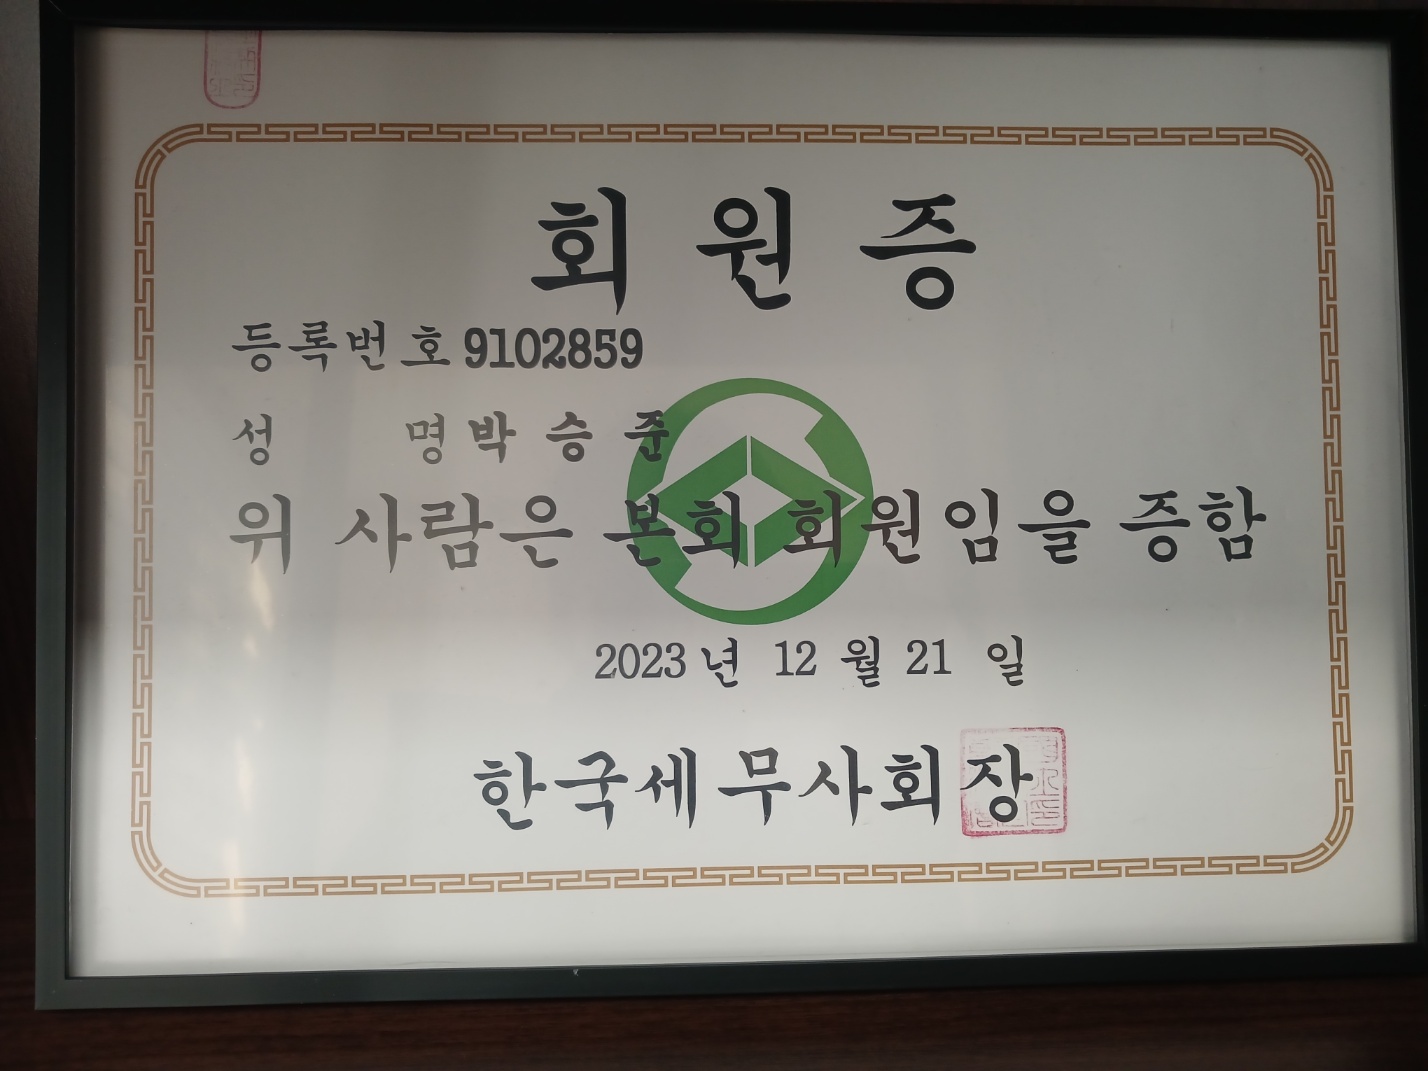 회원증
등록번호 9102859
성 명 박승준
위 사람은 본회 회원임을 증함
2023년 12월 21일
한국세무사회장